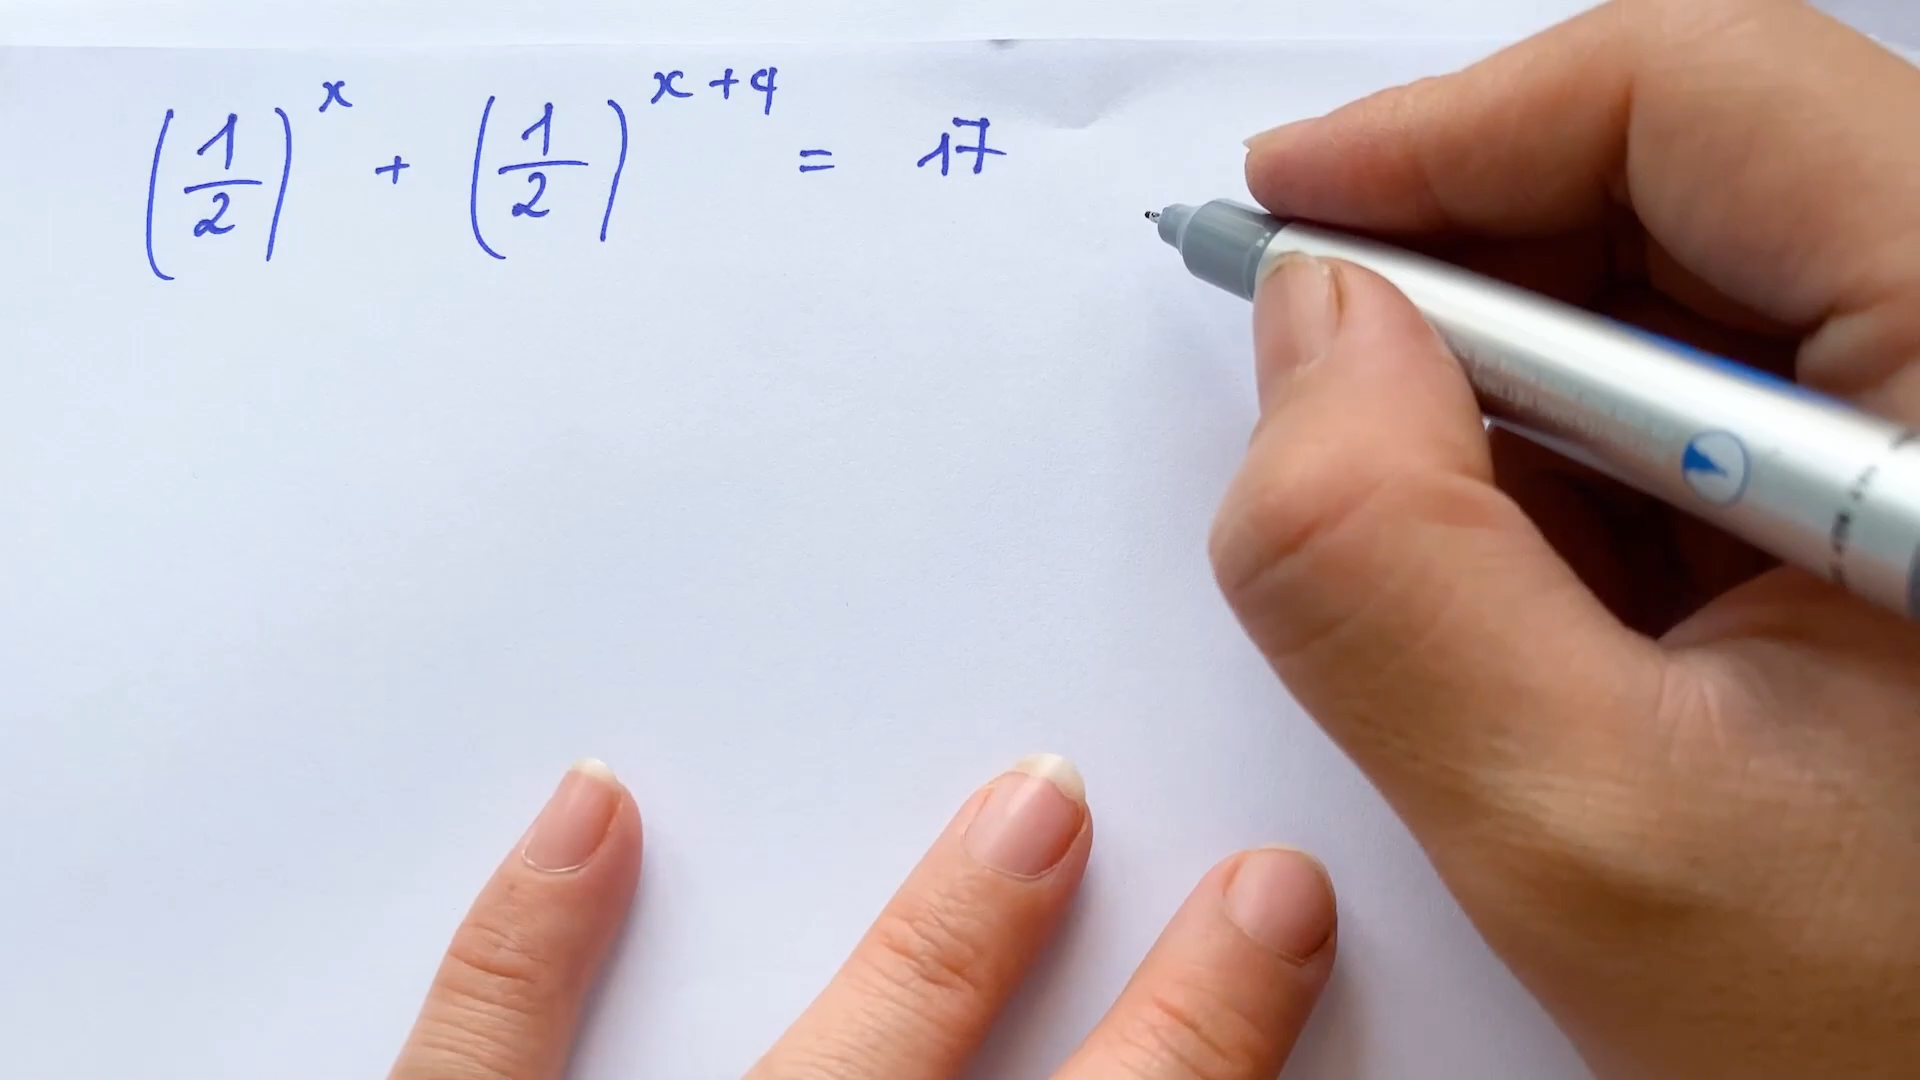 (1/2)^x + (1/2)^(x+4) = 17